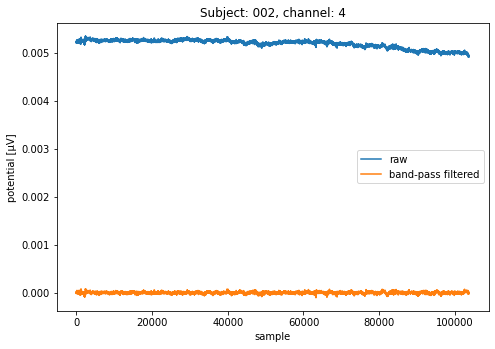 Subject: 002, channel: 4
potential [µV]
0.005
0.004
0.003
0.002
0.001
0.000
raw
band-pass filtered
0 20000 40000 60000 80000 100000
sample